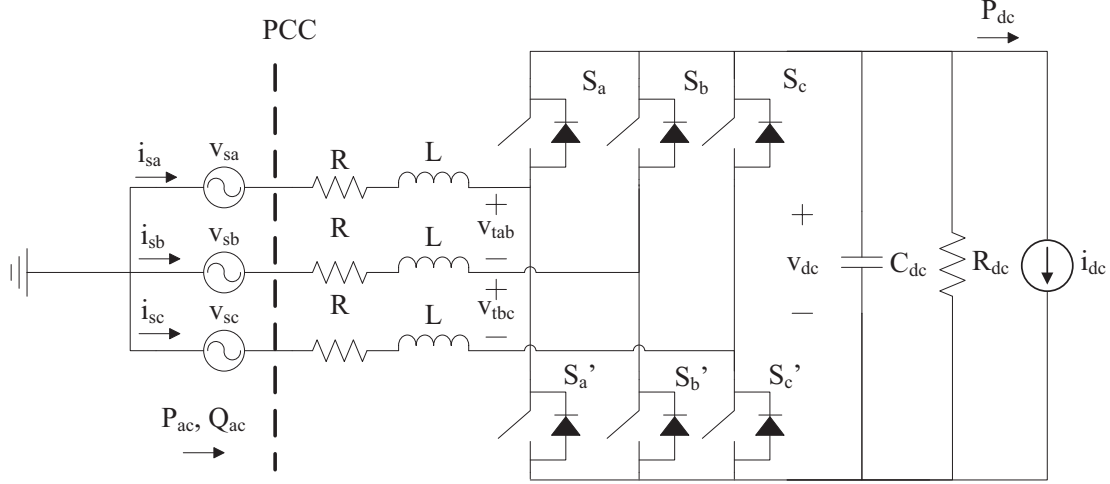 P_dc
PCC
S_a S_b S_c
i_sa v_sa R L
+
v_tab
−
i_sb v_sb R L
+
v_tbc
−
i_sc v_sc R L
+
v_dc
−
C_dc R_dc i_dc
S_a’ S_b’ S_c’
P_ac, Q_ac